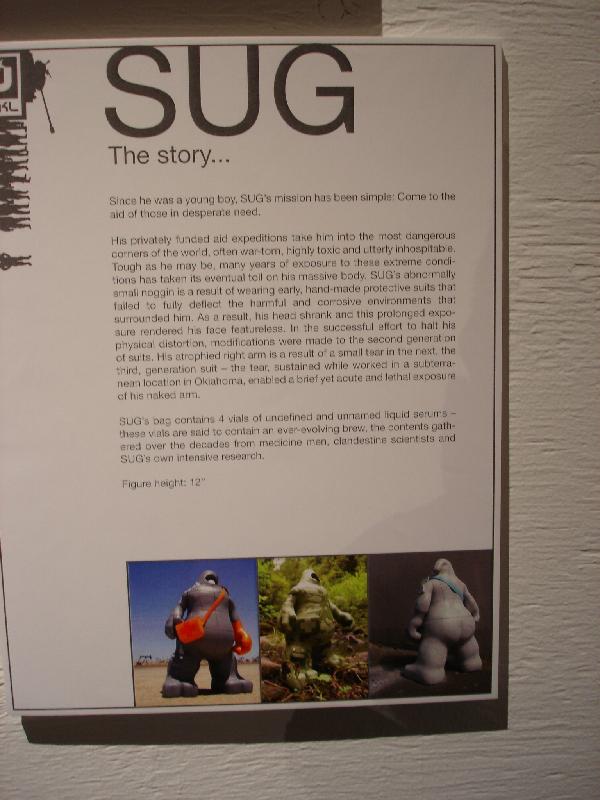 SUG
The story...
Since he was a young boy, SUG's mission has been simple: Come to the
aid of those in desperate need.
His privately funded aid expeditions take him into the most dangerous
corners of the world, often war-torn, highly toxic and utterly inhospitable.
Tough as he may be, many years of exposure to these extreme condi-
tions has taken its eventual toll on his massive body. SUG's abnormally
small noggin is a result of wearing early, hand-made protective suits that
failed to fully deflect the harmful and corrosive environments that
surrounded him. As a result, his head shrank and this prolonged expo-
sure rendered his face featureless. In the successful effort to halt his
physical distortion, modifications were made to the second generation
of suits. His atrophied right arm is a result of a small tear in the next, the
third, generation suit – the tear, sustained while worked in a subterra-
nean location in Oklahoma, enabled a brief yet acute and lethal exposure
of his naked arm.
SUG's bag contains 4 vials of undefined and unnamed liquid serums –
these vials are said to contain an ever-evolving brew, the contents gath-
ered over the decades from medicine men, clandestine scientists and
SUG's own intensive research.
Figure height: 12"